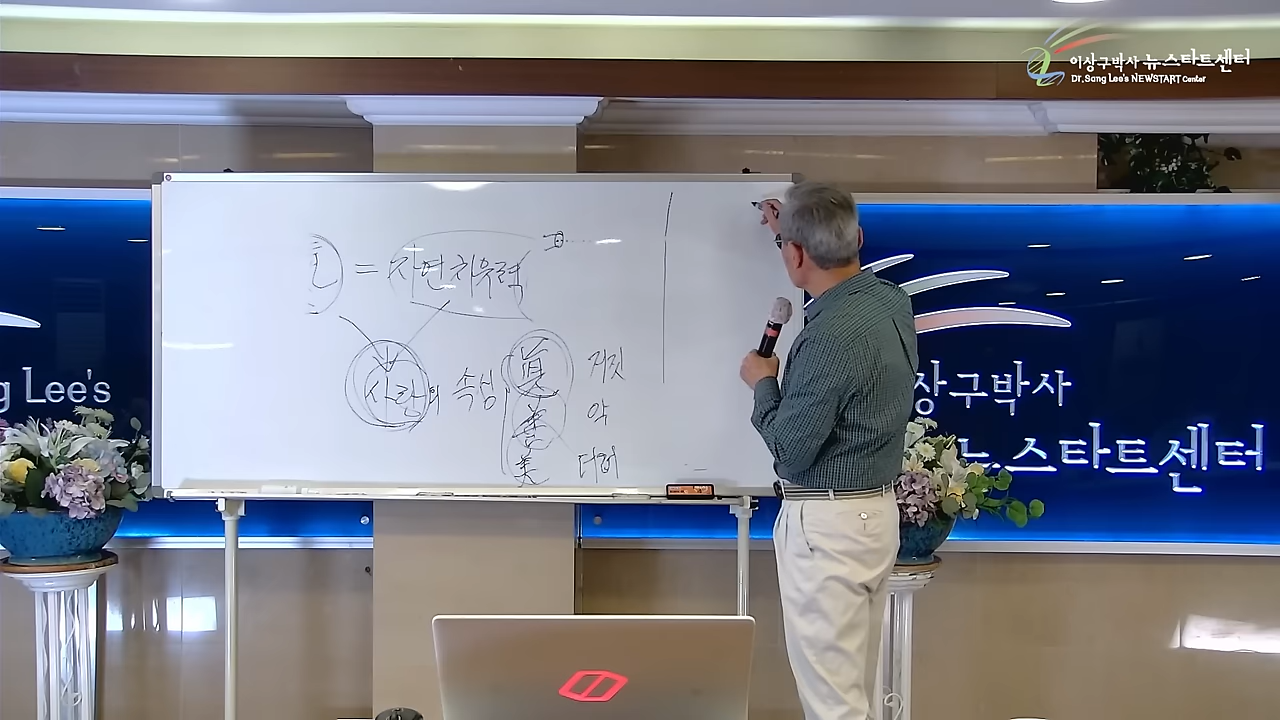 이상구박사 뉴스타트센터
Dr. Sang Lee's NEWSTART Center
= 자연치유력
사랑의 속성
眞 거짓
善 악
美
g Lee's
상구박사
뉴스타트센터